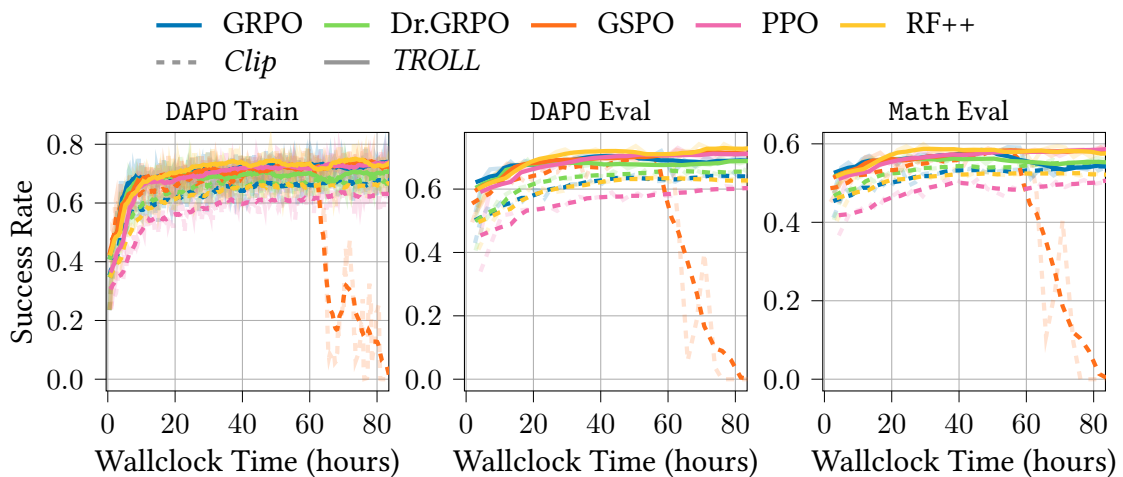 GRPO Dr.GRPO GSPO PPO RF++
Clip TROLL
DAPO Train DAPO Eval Math Eval
Success Rate
0.8
0.6
0.4
0.2
0.0
0 20 40 60 80
Wallclock Time (hours)
0.6
0.4
0.2
0.0
0 20 40 60 80
Wallclock Time (hours)
0.6
0.4
0.2
0.0
0 20 40 60 80
Wallclock Time (hours)